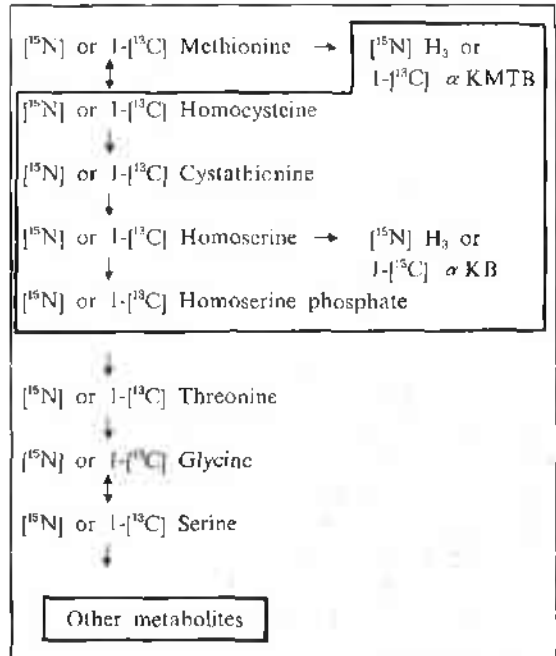 [¹⁵N] or 1-[¹³C] Methionine → [¹⁵N] H₃ or
1-[¹³C] α KMTB
[¹⁵N] or 1-[¹³C] Homocysteine
[¹⁵N] or 1-[¹³C] Cystathionine
[¹⁵N] or 1-[¹³C] Homoserine → [¹⁵N] H₃ or
1-[¹³C] α KB
[¹⁵N] or 1-[¹³C] Homoserine phosphate
[¹⁵N] or 1-[¹³C] Threonine
[¹⁵N] or 1-[¹³C] Glycine
[¹⁵N] or 1-[¹³C] Serine
Other metabolites